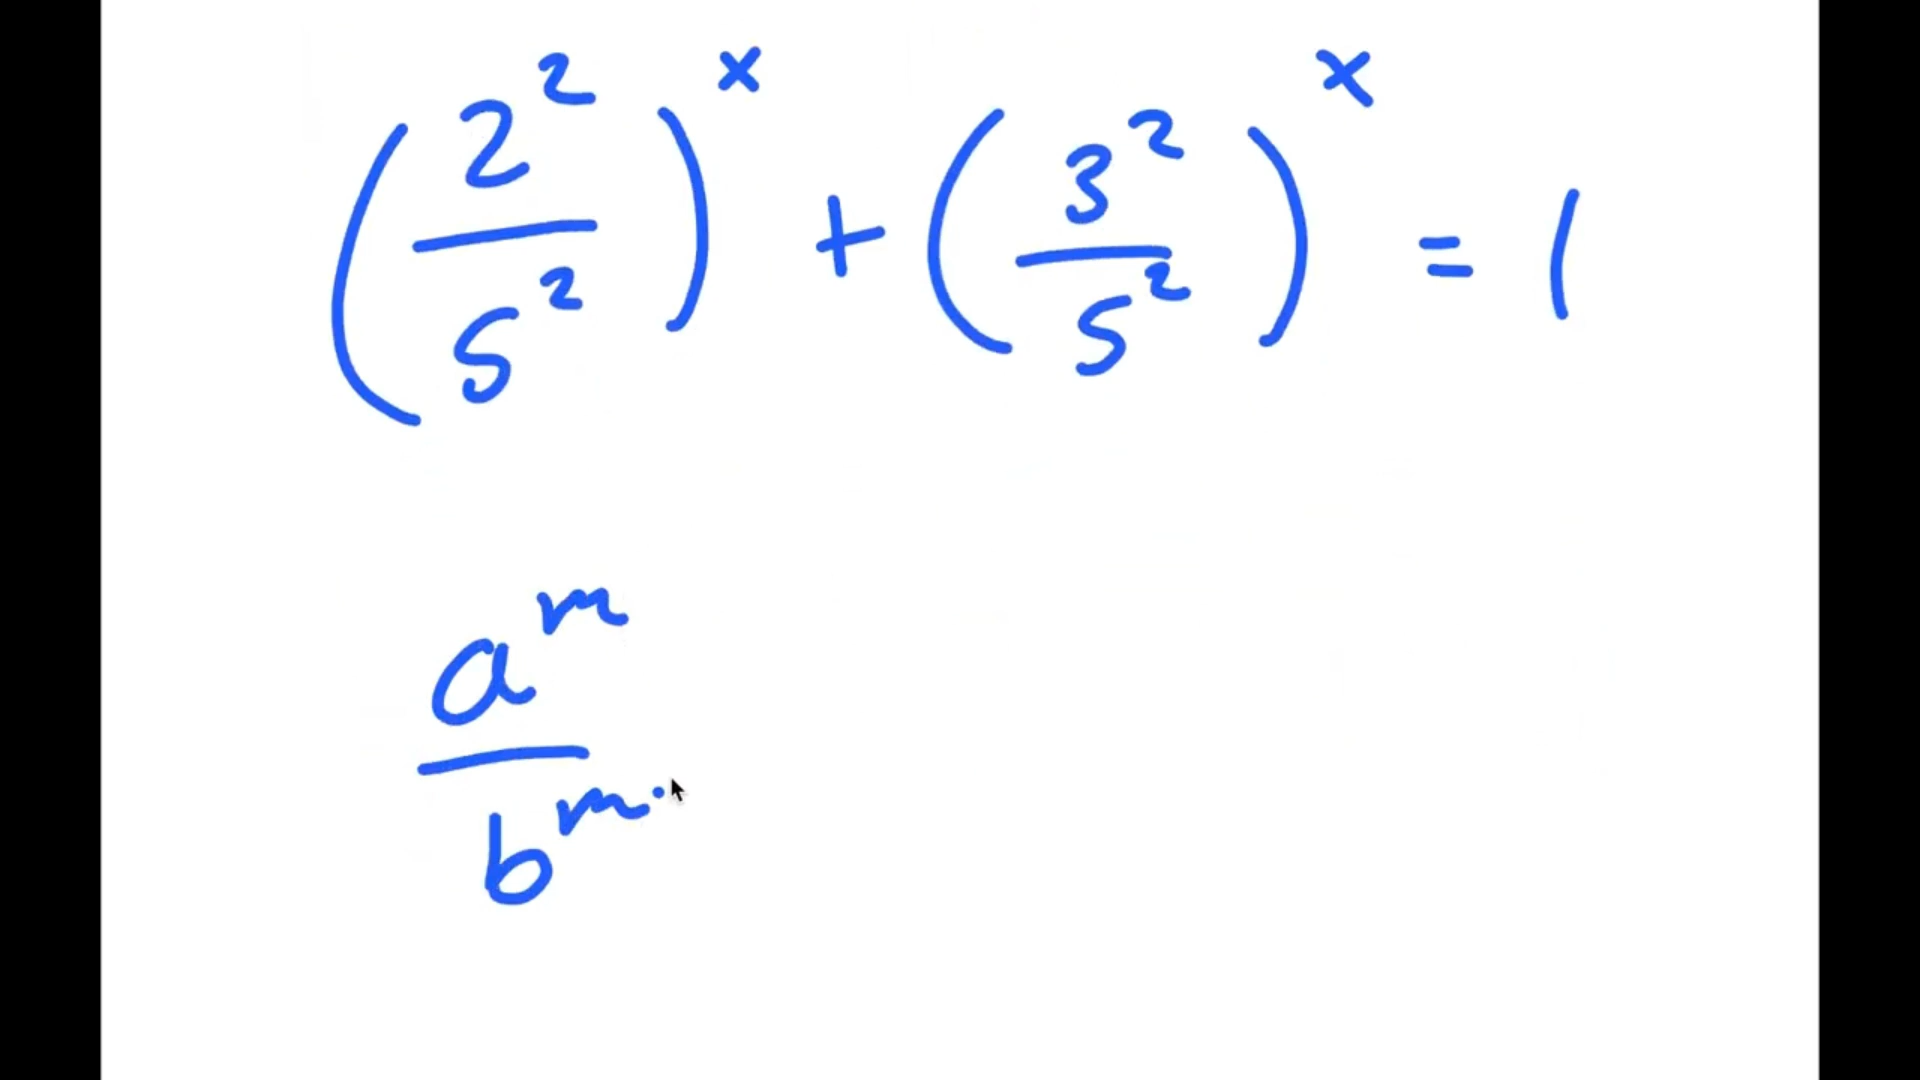 (2²/5²)ˣ + (3²/5²)ˣ = 1
aᵐ/bᵐ·